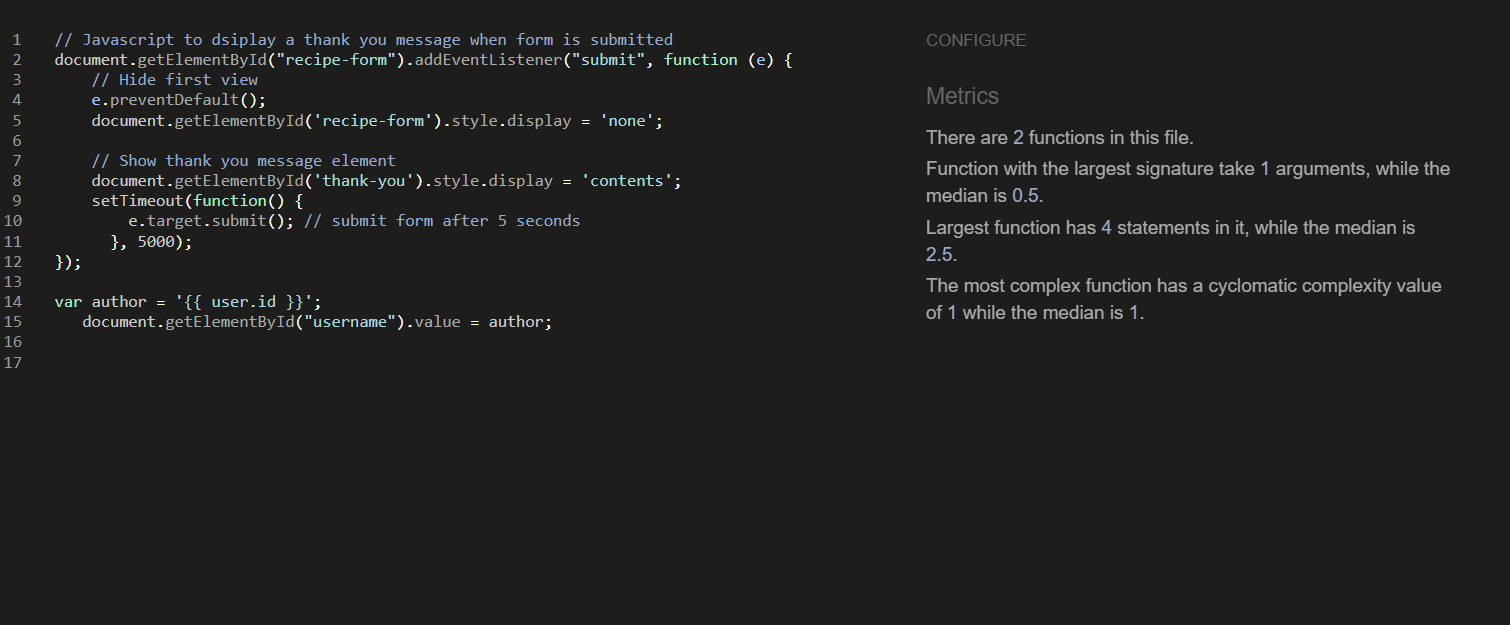 1 // Javascript to dsiplay a thank you message when form is submitted
2 document.getElementById("recipe-form").addEventListener("submit", function (e) {
3     // Hide first view
4     e.preventDefault();
5     document.getElementById('recipe-form').style.display = 'none';
6
7     // Show thank you message element
8     document.getElementById('thank-you').style.display = 'contents';
9     setTimeout(function() {
10         e.target.submit(); // submit form after 5 seconds
11       }, 5000);
12 });
13
14 var author = '{{ user.id }}';
15    document.getElementById("username").value = author;
16
17
CONFIGURE
Metrics
There are 2 functions in this file.
Function with the largest signature take 1 arguments, while the
median is 0.5.
Largest function has 4 statements in it, while the median is
2.5.
The most complex function has a cyclomatic complexity value
of 1 while the median is 1.